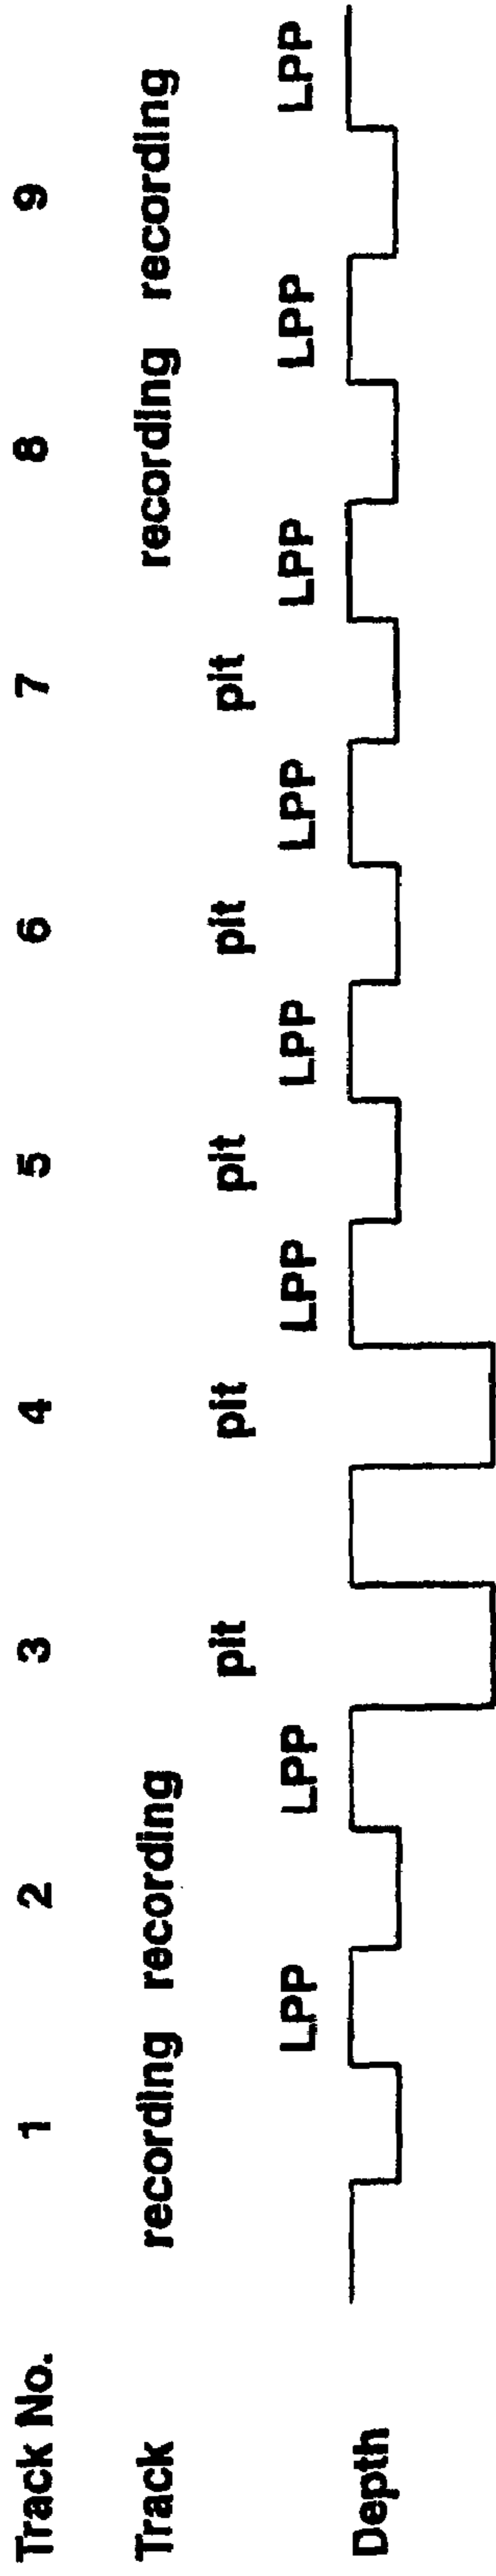 Track No. 1 2 3 4 5 6 7 8 9
Track recording recording pit pit pit pit pit recording recording
LPP LPP LPP LPP LPP LPP LPP LPP
Depth